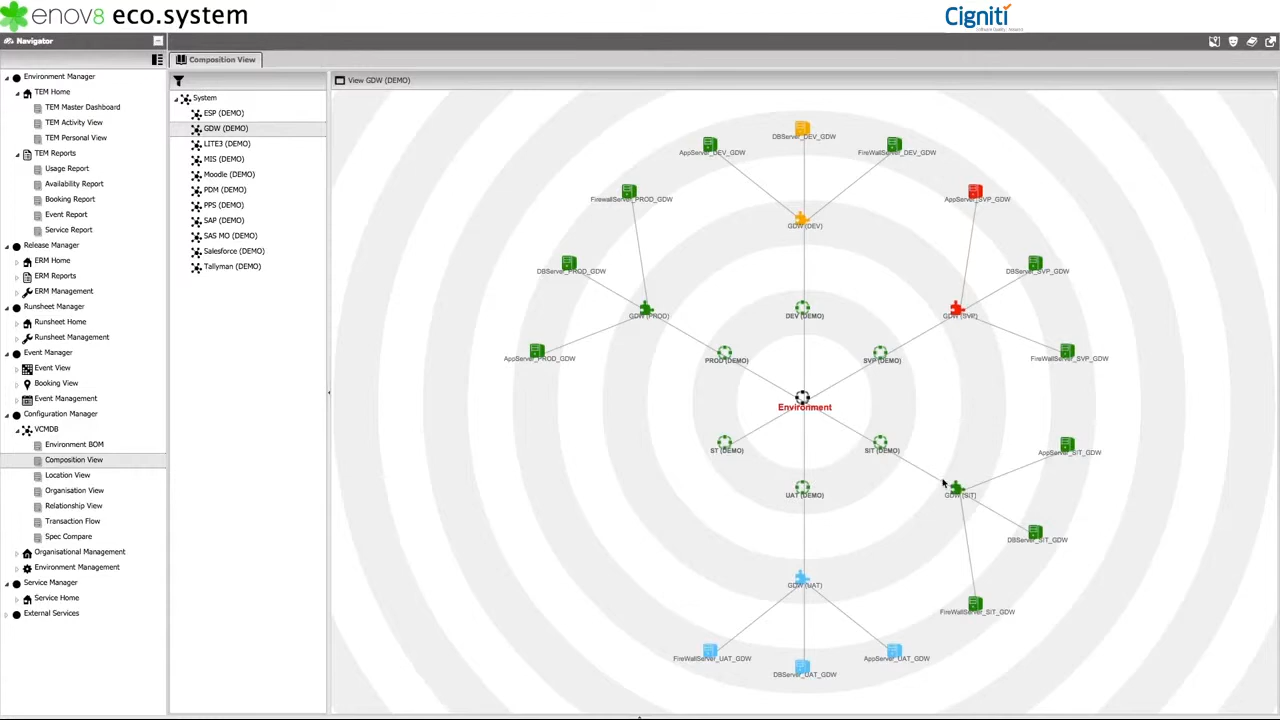 enov8 eco.system
Cigniti
Navigator
Composition View
Environment Manager
TEM Home
TEM Master Dashboard
TEM Activity View
TEM Personal View
TEM Reports
Usage Report
Availability Report
Booking Report
Event Report
Service Report
Release Manager
ERM Home
ERM Reports
ERM Management
Runsheet Manager
Runsheet Home
Runsheet Management
Event Manager
Event View
Booking View
Event Management
Configuration Manager
VCMDB
Environment BOM
Composition View
Location View
Organisation View
Relationship View
Transaction Flow
Spec Compare
Organisational Management
Environment Management
Service Manager
Service Home
External Services
System
ESP (DEMO)
GDW (DEMO)
LITE3 (DEMO)
MIS (DEMO)
Moodle (DEMO)
PDM (DEMO)
PPS (DEMO)
SAP (DEMO)
SAS MO (DEMO)
Salesforce (DEMO)
Tallyman (DEMO)
View GDW (DEMO)
DBServer_DEV_GDW
AppServer_DEV_GDW
FireWallServer_DEV_GDW
FirewallServer_PROD_GDW
AppServer_SVP_GDW
GDW (DEV)
DBServer_PROD_GDW
DBServer_SVP_GDW
GDW (PROD)
DEV (DEMO)
GDW (SVP)
AppServer_PROD_GDW
PROD (DEMO)
SVP (DEMO)
FireWallServer_SVP_GDW
Environment
ST (DEMO)
SIT (DEMO)
AppServer_SIT_GDW
UAT (DEMO)
GDW (SIT)
DBServer_SIT_GDW
GDW (UAT)
FireWallServer_SIT_GDW
FireWallServer_UAT_GDW
AppServer_UAT_GDW
DBServer_UAT_GDW